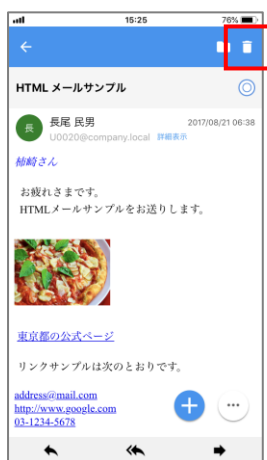 15:25
76%
HTML メールサンプル
長
長尾 民男
2017/08/21 06:38
U0020@company.local 詳細表示
柿崎さん
お疲れさまです。
HTMLメールサンプルをお送りします。
東京都の公式ページ
リンクサンプルは次のとおりです。
address@mail.com
http://www.google.com
03-1234-5678